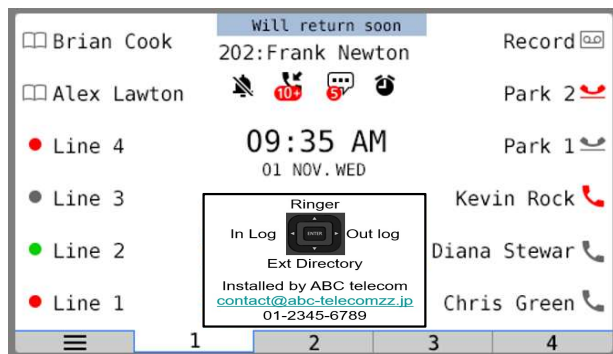 Will return soon
202:Frank Newton
10+
5
09:35 AM
01 NOV.WED
Brian Cook
Alex Lawton
Line 4
Line 3
Line 2
Line 1
Ringer
In Log ENTER Out log
Ext Directory
Installed by ABC telecom
contact@abc-telecomzz.jp
01-2345-6789
Record
Park 2
Park 1
Kevin Rock
Diana Stewar
Chris Green
1 2 3 4